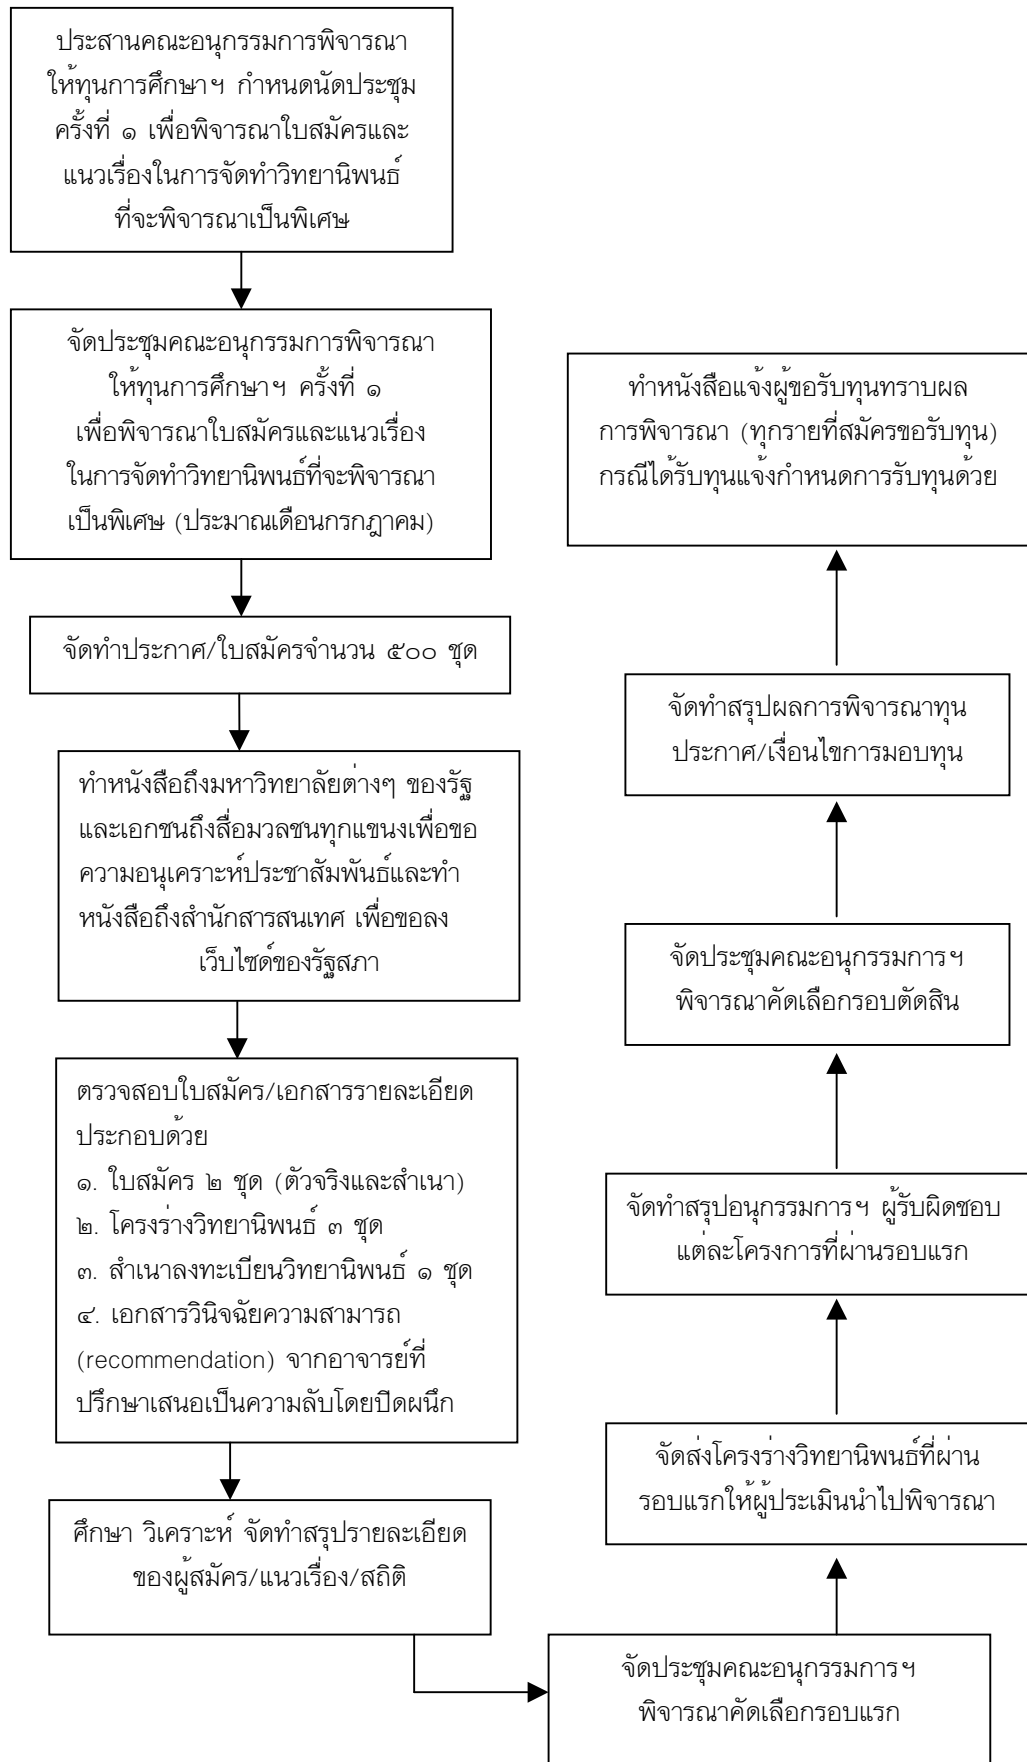 ประสานคณะอนุกรรมการพิจารณา
ให้ทุนการศึกษาฯ กำหนดนัดประชุม
ครั้งที่ ๑ เพื่อพิจารณาใบสมัครและ
แนวเรื่องในการจัดทำวิทยานิพนธ์
ที่จะพิจารณาเป็นพิเศษ
จัดประชุมคณะอนุกรรมการพิจารณา
ให้ทุนการศึกษาฯ ครั้งที่ ๑
เพื่อพิจารณาใบสมัครและแนวเรื่อง
ในการจัดทำวิทยานิพนธ์ที่จะพิจารณา
เป็นพิเศษ (ประมาณเดือนกรกฎาคม)
จัดทำประกาศ/ใบสมัครจำนวน ๕๐๐ ชุด
ทำหนังสือถึงมหาวิทยาลัยต่างๆ ของรัฐ
และเอกชนถึงสื่อมวลชนทุกแขนงเพื่อขอ
ความอนุเคราะห์ประชาสัมพันธ์และทำ
หนังสือถึงสำนักสารสนเทศ เพื่อขอลง
เว็บไซด์ของรัฐสภา
ตรวจสอบใบสมัคร/เอกสารรายละเอียด
ประกอบด้วย
๑. ใบสมัคร ๒ ชุด (ตัวจริงและสำเนา)
๒. โครงร่างวิทยานิพนธ์ ๓ ชุด
๓. สำเนาลงทะเบียนวิทยานิพนธ์ ๑ ชุด
๔. เอกสารวินิจฉัยความสามารถ
(recommendation) จากอาจารย์ที่
ปรึกษาเสนอเป็นความลับโดยปิดผนึก
ศึกษา วิเคราะห์ จัดทำสรุปรายละเอียด
ของผู้สมัคร/แนวเรื่อง/สถิติ
จัดประชุมคณะอนุกรรมการฯ
พิจารณาคัดเลือกรอบแรก
จัดส่งโครงร่างวิทยานิพนธ์ที่ผ่าน
รอบแรกให้ผู้ประเมินนำไปพิจารณา
จัดทำสรุปอนุกรรมการฯ ผู้รับผิดชอบ
แต่ละโครงการที่ผ่านรอบแรก
จัดประชุมคณะอนุกรรมการฯ
พิจารณาคัดเลือกรอบตัดสิน
จัดทำสรุปผลการพิจารณาทุน
ประกาศ/เงื่อนไขการมอบทุน
ทำหนังสือแจ้งผู้ขอรับทุนทราบผล
การพิจารณา (ทุกรายที่สมัครขอรับทุน)
กรณีได้รับทุนแจ้งกำหนดการรับทุนด้วย